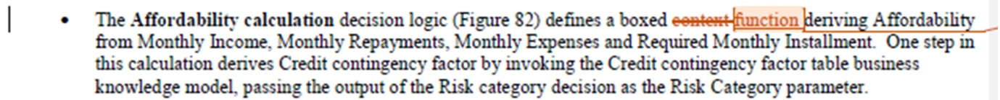 • The Affordability calculation decision logic (Figure 82) defines a boxed context function deriving Affordability
from Monthly Income, Monthly Repayments, Monthly Expenses and Required Monthly Installment. One step in
this calculation derives Credit contingency factor by invoking the Credit contingency factor table business
knowledge model, passing the output of the Risk category decision as the Risk Category parameter.